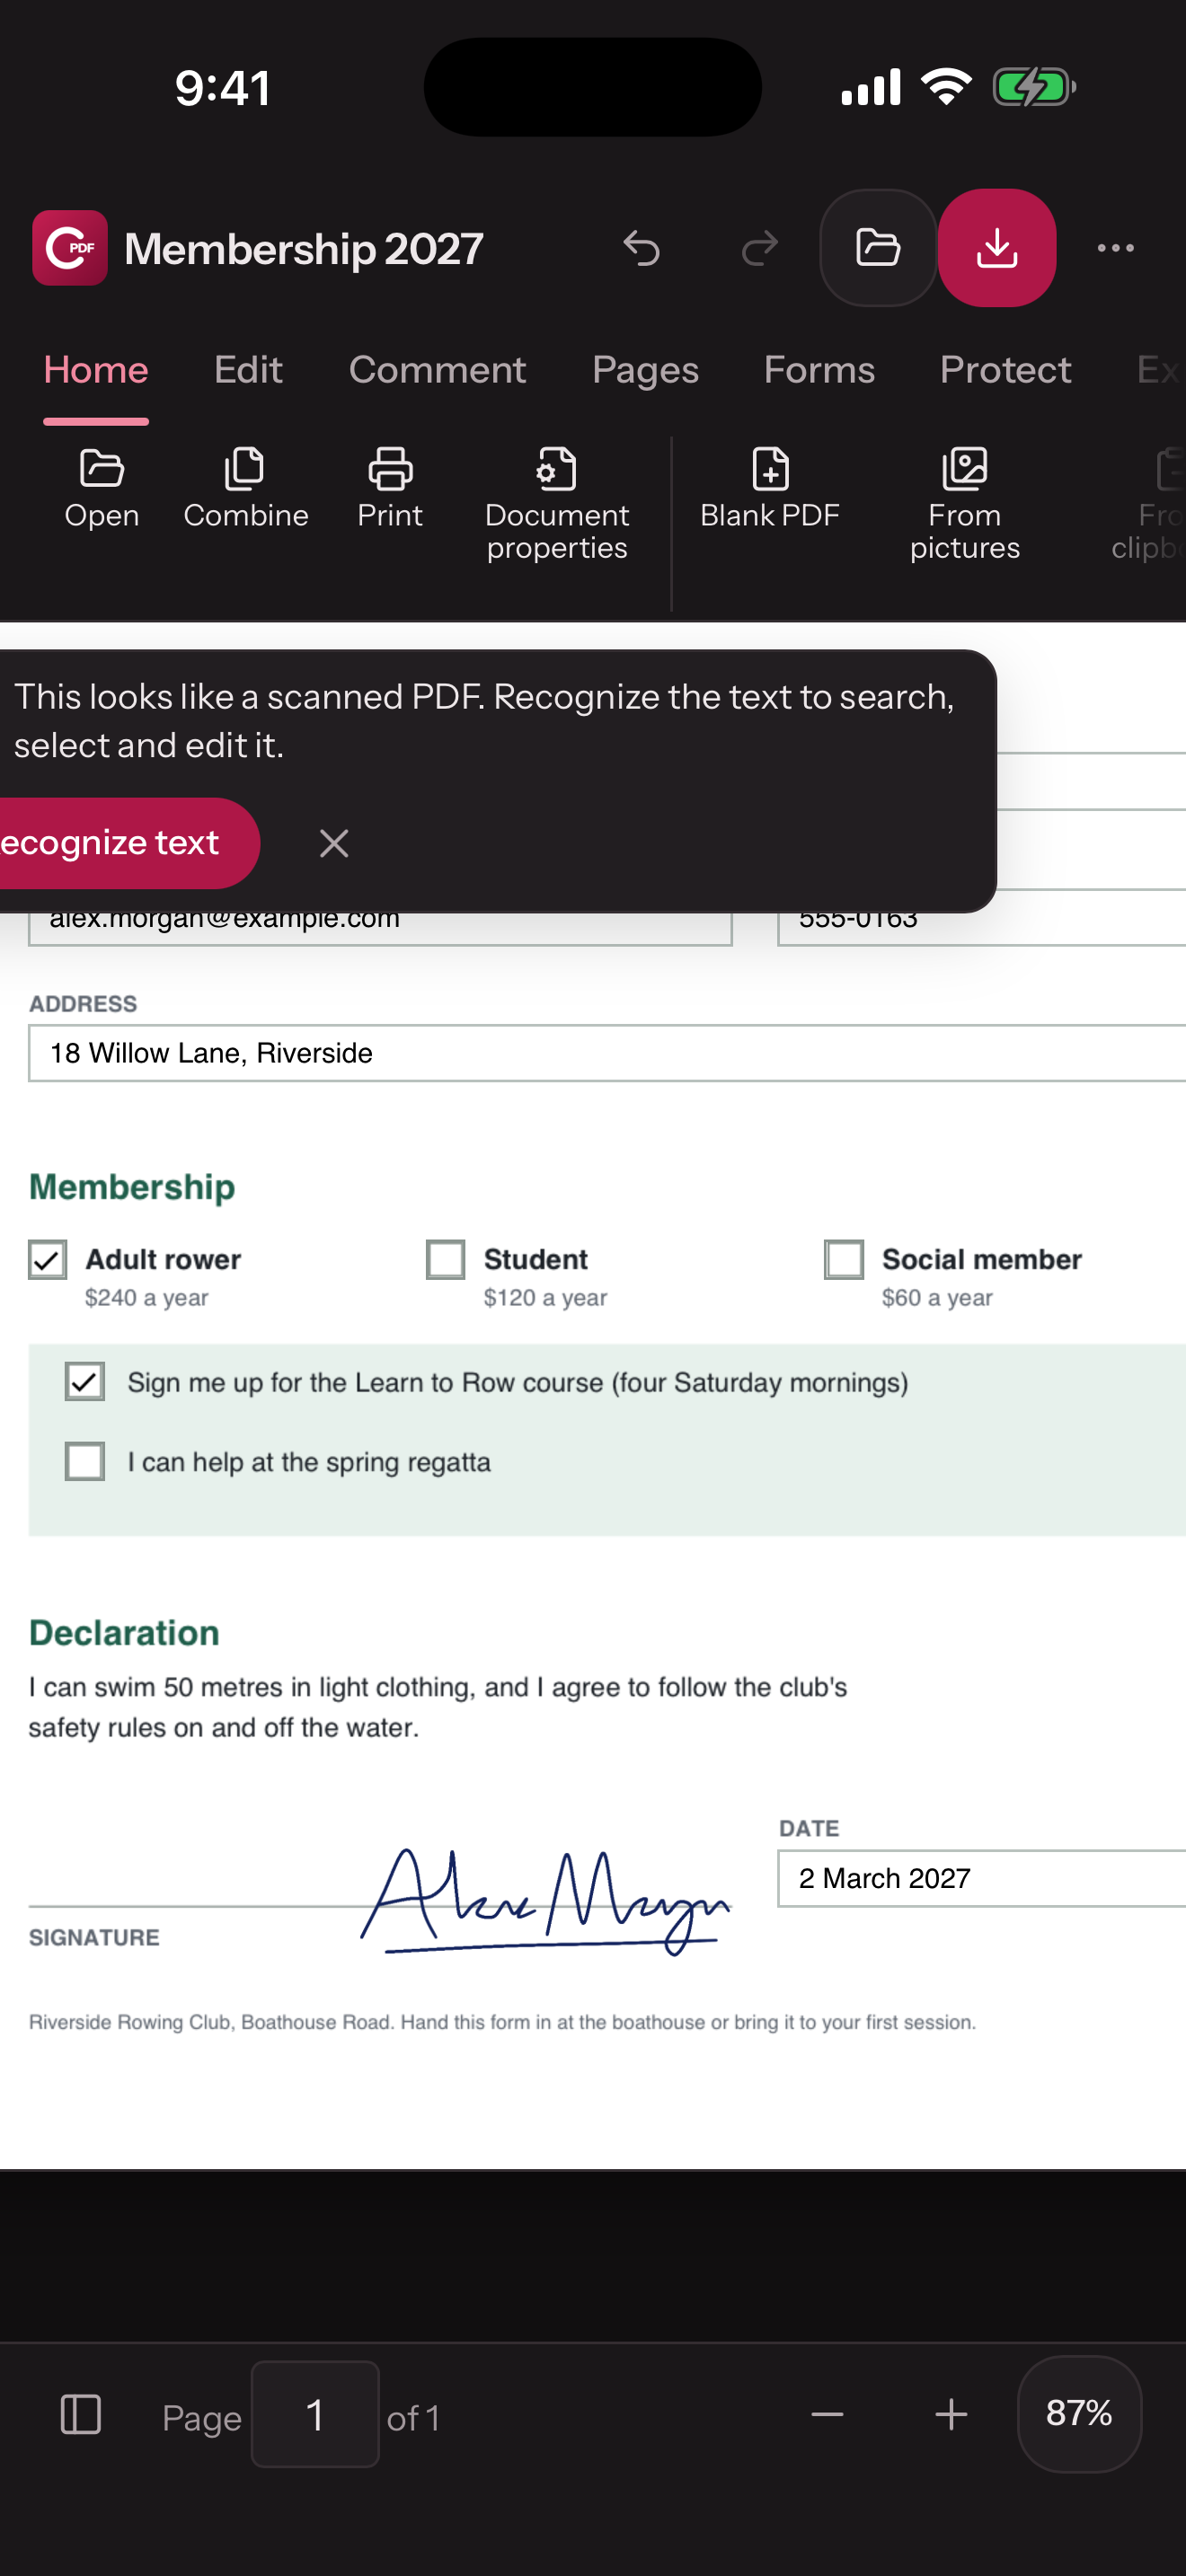 9:41
PDF
Membership 2027
Home Edit Comment Pages Forms Protect Ex
Open Combine Print Document properties Blank PDF From pictures
This looks like a scanned PDF. Recognize the text to search,
select and edit it.
ecognize text
alex.morgan@example.com 555-0163
ADDRESS
18 Willow Lane, Riverside
Membership
Adult rower Student Social member
$240 a year $120 a year $60 a year
Sign me up for the Learn to Row course (four Saturday mornings)
I can help at the spring regatta
Declaration
I can swim 50 metres in light clothing, and I agree to follow the club's
safety rules on and off the water.
DATE
2 March 2027
Alex Morgan
SIGNATURE
Riverside Rowing Club, Boathouse Road. Hand this form in at the boathouse or bring it to your first session.
Page 1 of 1 87%